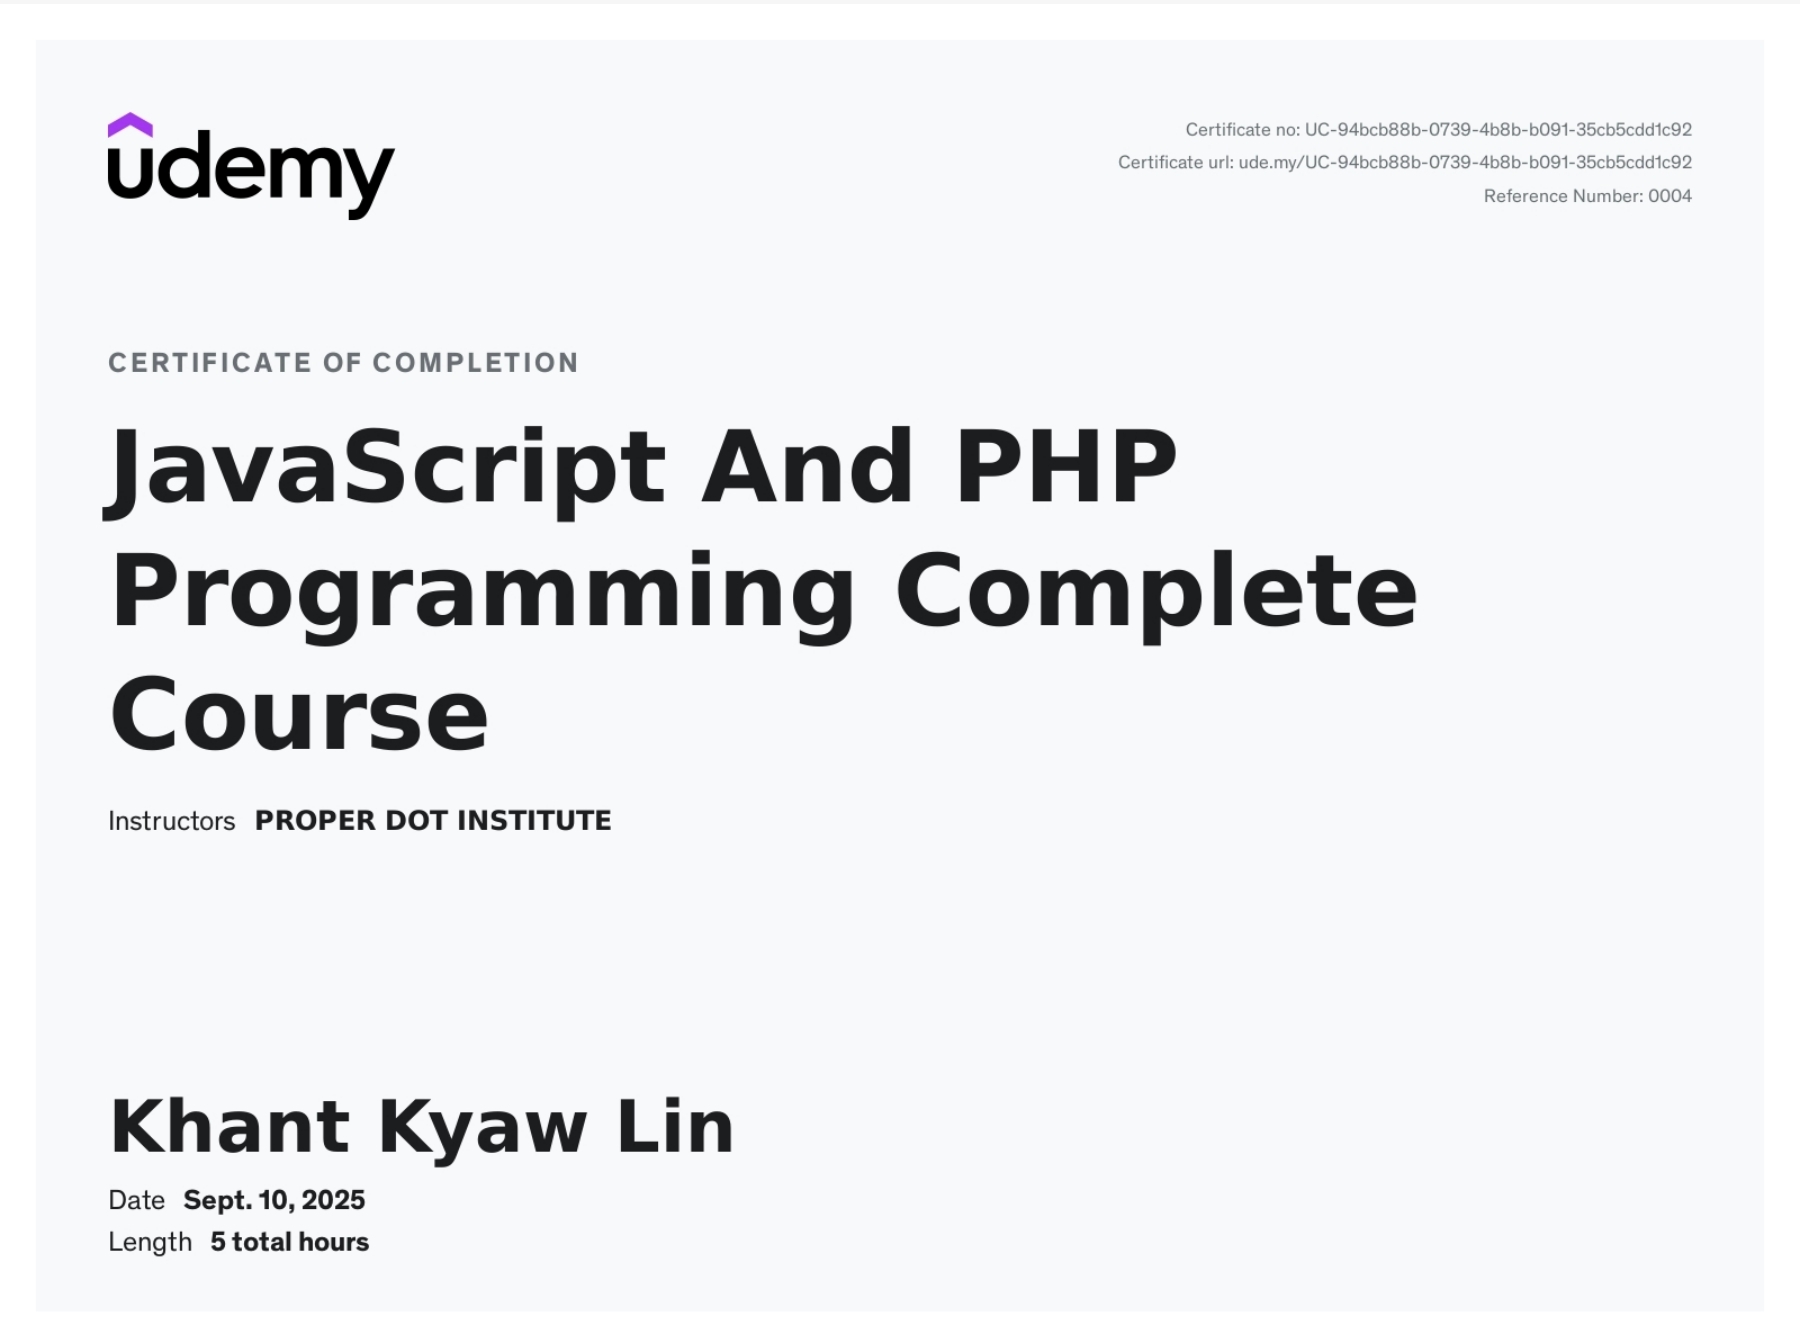 udemy
Certificate no: UC-94bcb88b-0739-4b8b-b091-35cb5cdd1c92
Certificate url: ude.my/UC-94bcb88b-0739-4b8b-b091-35cb5cdd1c92
Reference Number: 0004
CERTIFICATE OF COMPLETION
JavaScript And PHP
Programming Complete
Course
Instructors PROPER DOT INSTITUTE
Khant Kyaw Lin
Date Sept. 10, 2025
Length 5 total hours